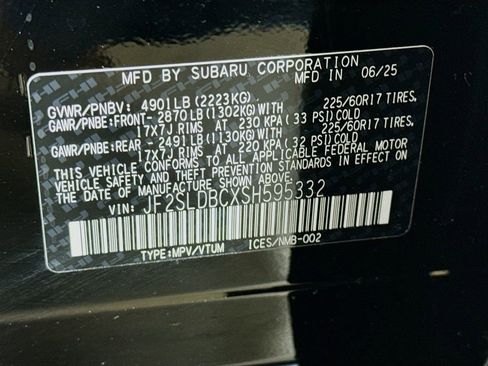 MFD BY SUBARU CORPORATION IN 06/25
GVWR/PNBV: 4901LB (2223KG)
GAWR/PNBE:FRONT- 2870LB (1302KG) WITH 225/60R17 TIRES,
17X7J RIMS AT 230 KPA( 33 PSI)COLD
GAWR/PNBE:REAR -2491LB (1130KG) WITH 225/60R17 TIRES,
17X7J RIMS AT 220 KPA( 32 PSI)COLD
THIS VEHICLE CONFORMS TO ALL APPLICABLE FEDERAL MOTOR
VEHICLE SAFETY AND THEFT PREVENTION STANDARDS IN EFFECT ON
THE DATE OF MANUFACTURE SHOWN ABOVE.
VIN: JF2SLDBCXSH595332
TYPE:MPV/VTUM ICES/NMB-002